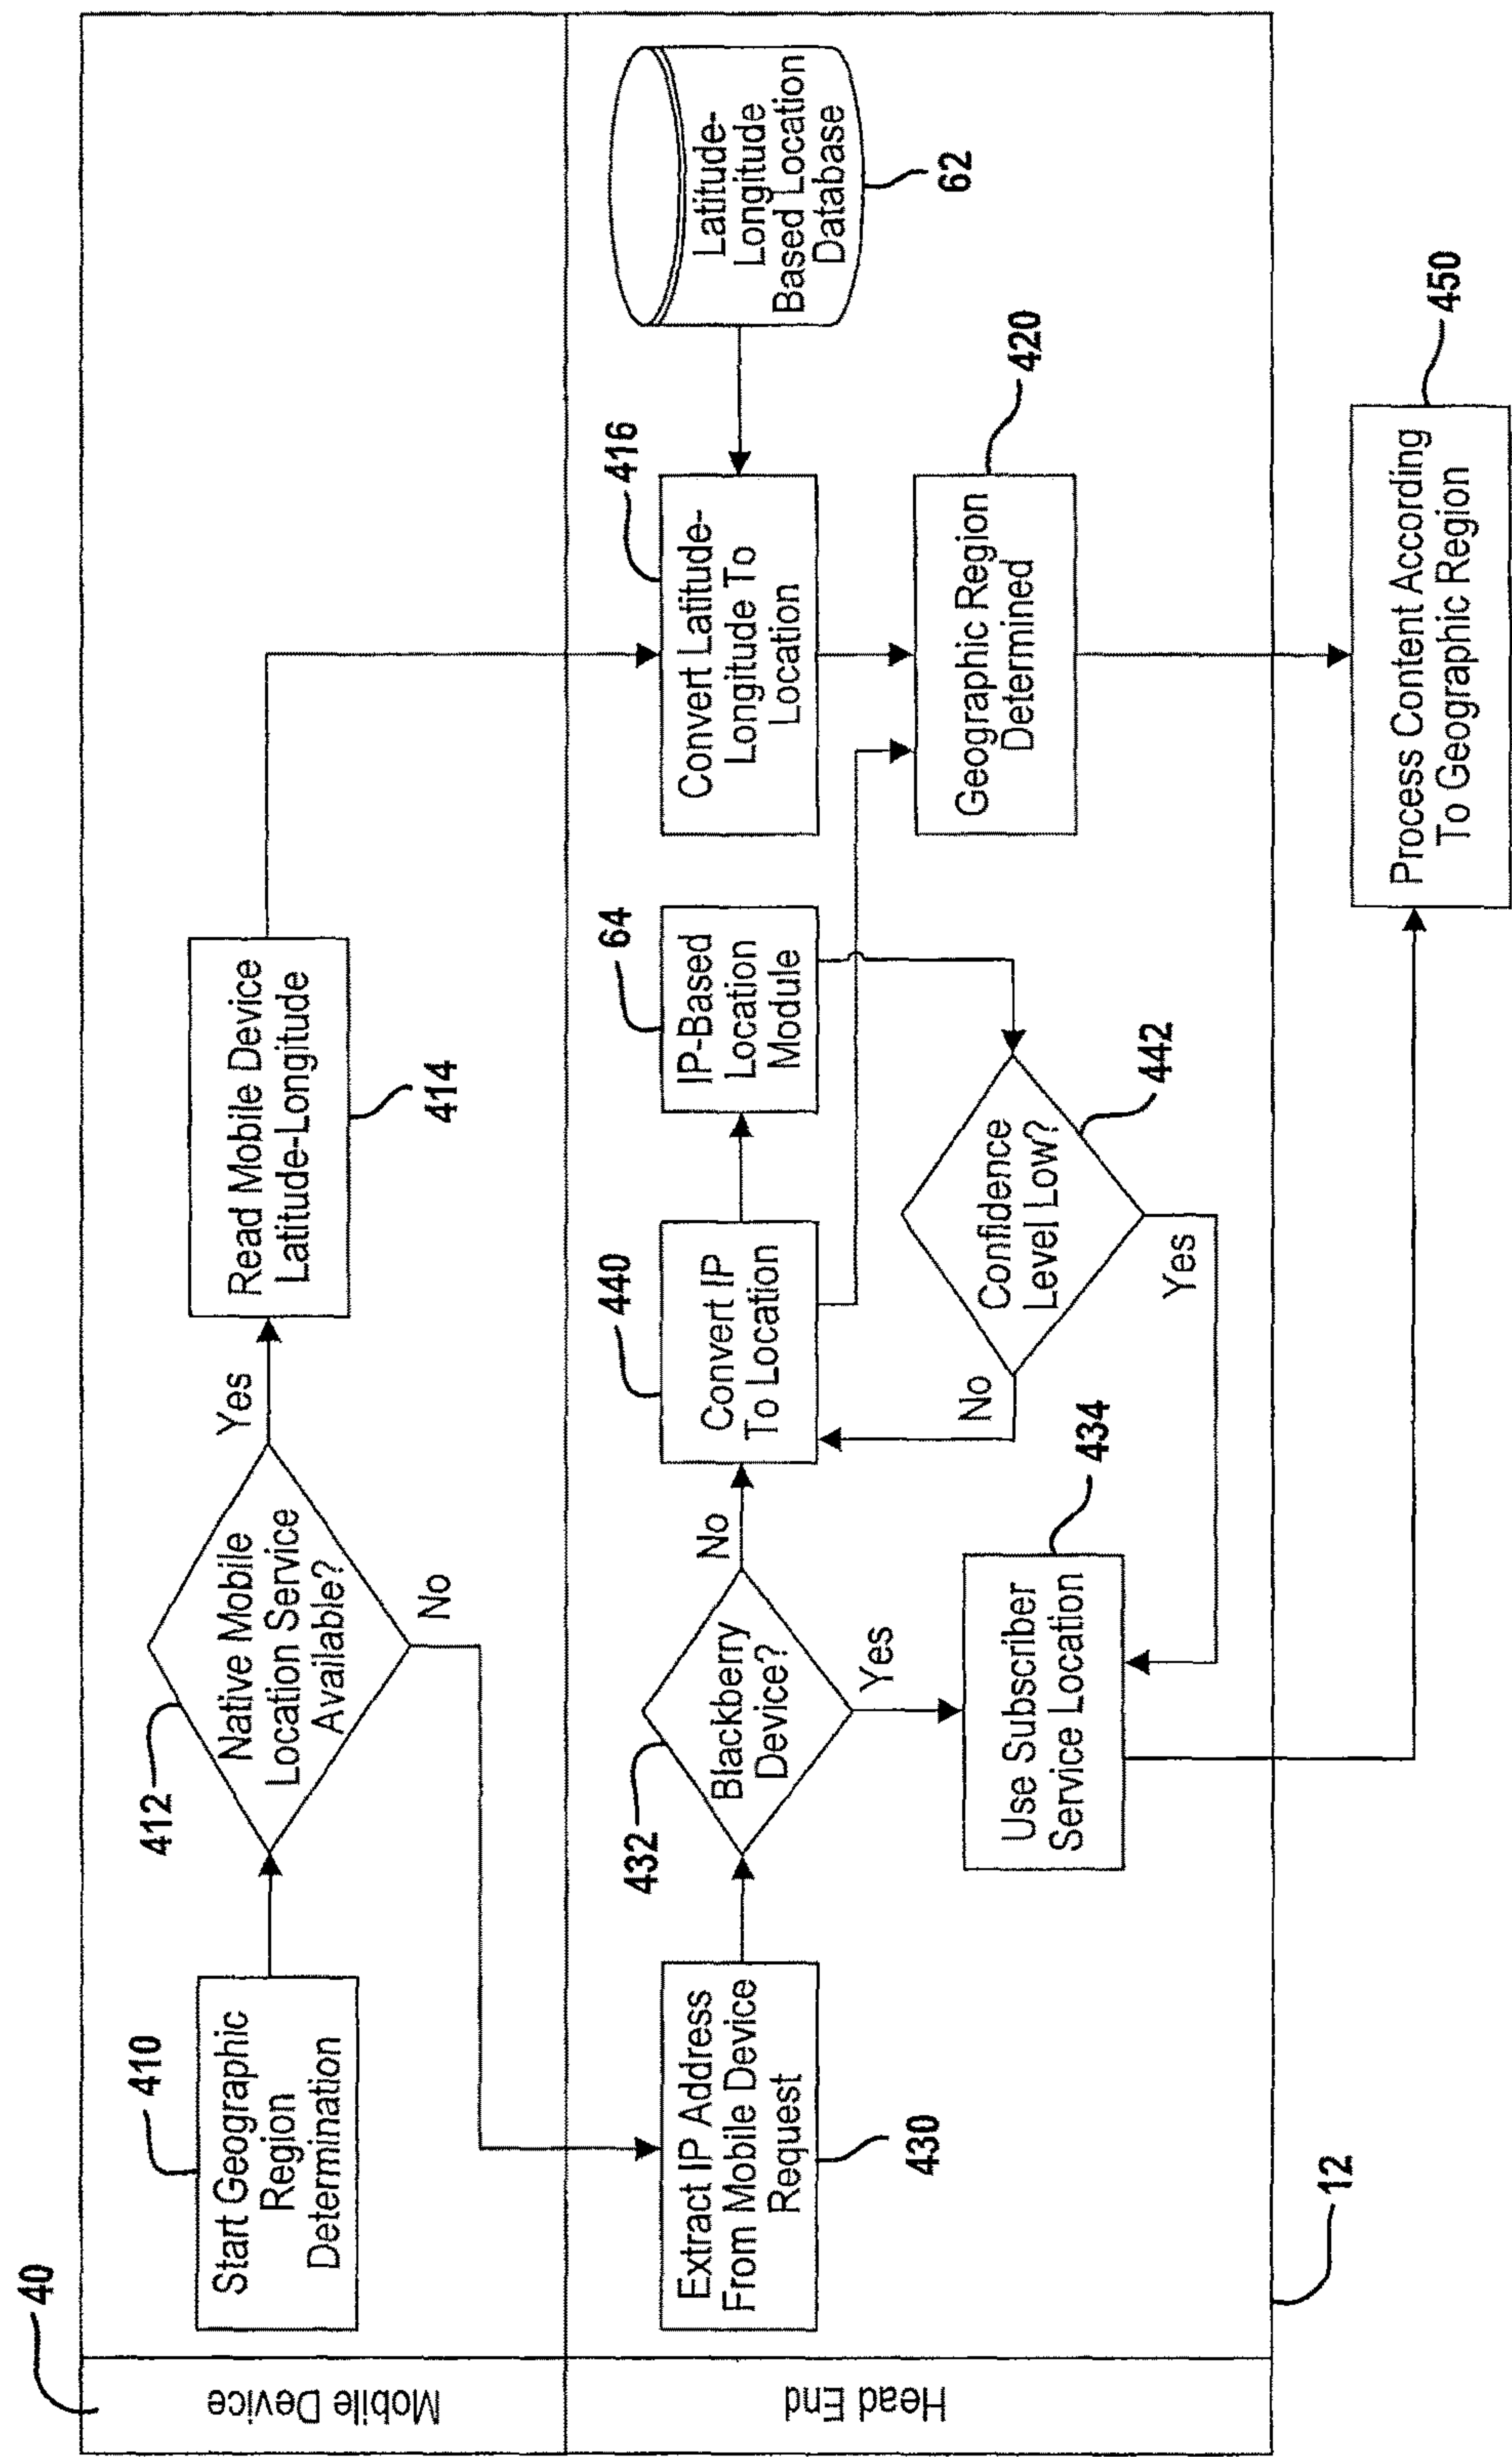 40
Mobile Device
410
Start Geographic
Region
Determination
412
Native Mobile
Location Service
Available?
Yes
No
Read Mobile Device
Latitude-Longitude
414
Head End
Extract IP Address
From Mobile Device
Request
430
432
Blackberry
Device?
No
Yes
440
Convert IP
To Location
64
IP-Based
Location
Module
416
Convert Latitude-
Longitude To
Location
Latitude-
Longitude
Based Location
Database
62
Use Subscriber
Service Location
434
No
Confidence
Level Low?
Yes
442
Geographic Region
Determined
420
12
Process Content According
To Geographic Region
450